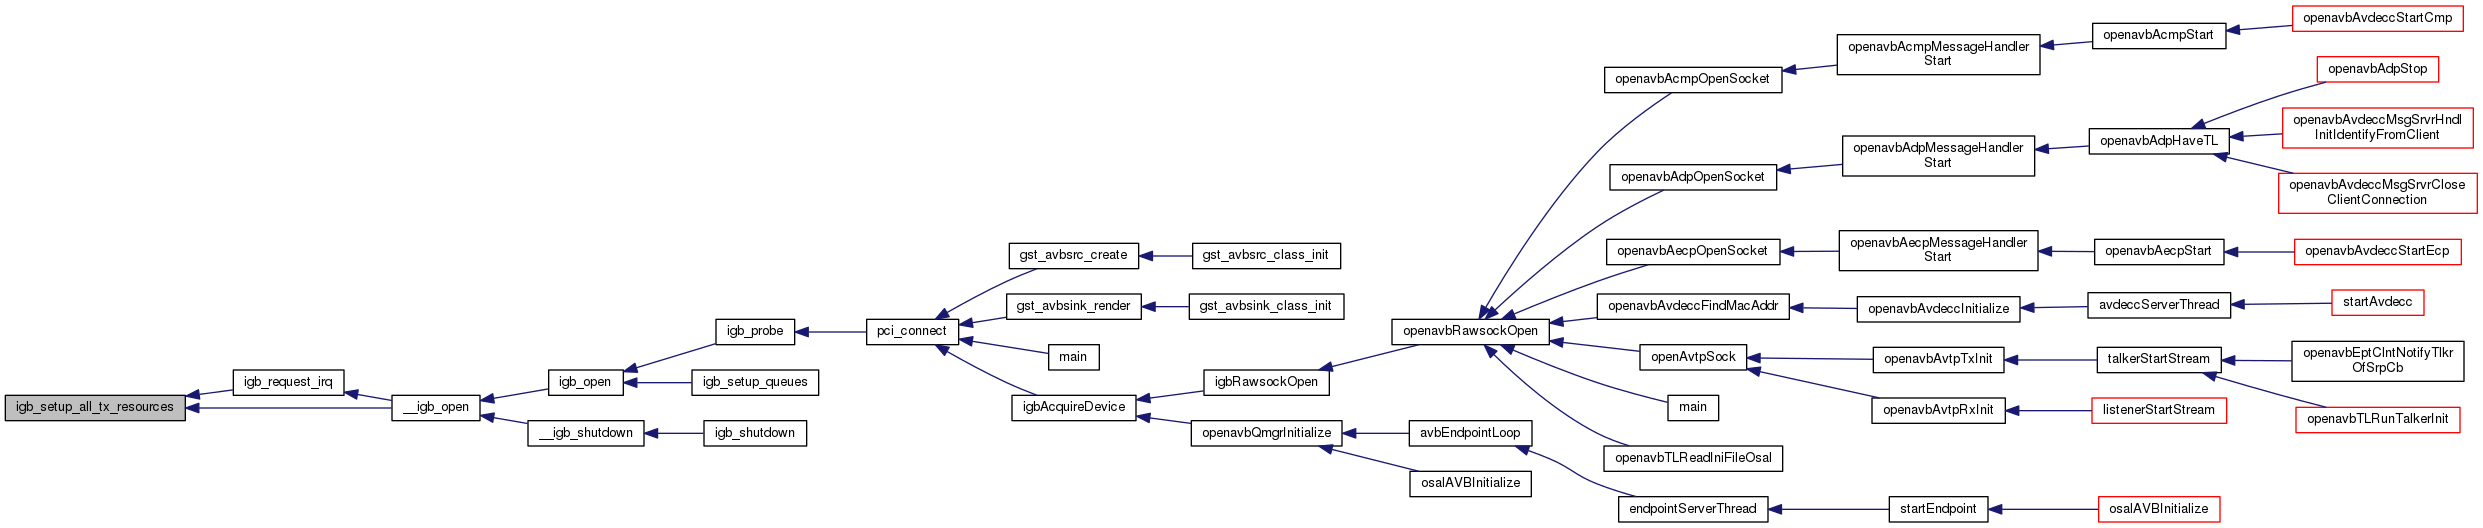 igb_setup_all_tx_resources
igb_request_irq
__igb_open
igb_open
__igb_shutdown
igb_probe
igb_setup_queues
igb_shutdown
pci_connect
gst_avbsrc_create
gst_avbsink_render
main
igbAcquireDevice
gst_avbsrc_class_init
gst_avbsink_class_init
igbRawsockOpen
openavbQmgrInitialize
openavbRawsockOpen
avbEndpointLoop
osalAVBInitialize
openavbAcmpOpenSocket
openavbAdpOpenSocket
openavbAecpOpenSocket
openavbAvdeccFindMacAddr
openAvtpSock
main
openavbTLReadIniFileOsal
endpointServerThread
openavbAcmpMessageHandler
Start
openavbAdpMessageHandler
Start
openavbAecpMessageHandler
Start
openavbAvdeccInitialize
openavbAvtpTxInit
openavbAvtpRxInit
startEndpoint
openavbAcmpStart
openavbAdpHaveTL
openavbAecpStart
avdeccServerThread
talkerStartStream
listenerStartStream
osalAVBInitialize
openavbAvdeccStartCmp
openavbAdpStop
openavbAvdeccMsgSrvrHndl
InitIdentifyFromClient
openavbAvdeccMsgSrvrClose
ClientConnection
openavbAvdeccStartEcp
startAvdecc
openavbEptClntNotifyTlkr
OfSrpCb
openavbTLRunTalkerInit